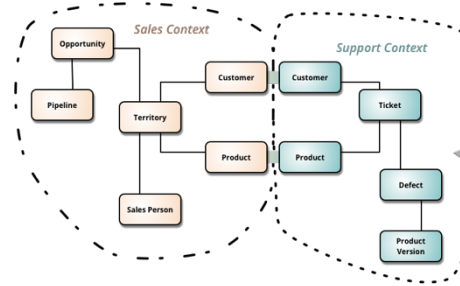 Sales Context
Opportunity
Support Context
Customer
Customer
Pipeline
Ticket
Territory
Product
Product
Defect
Sales Person
Product
Version